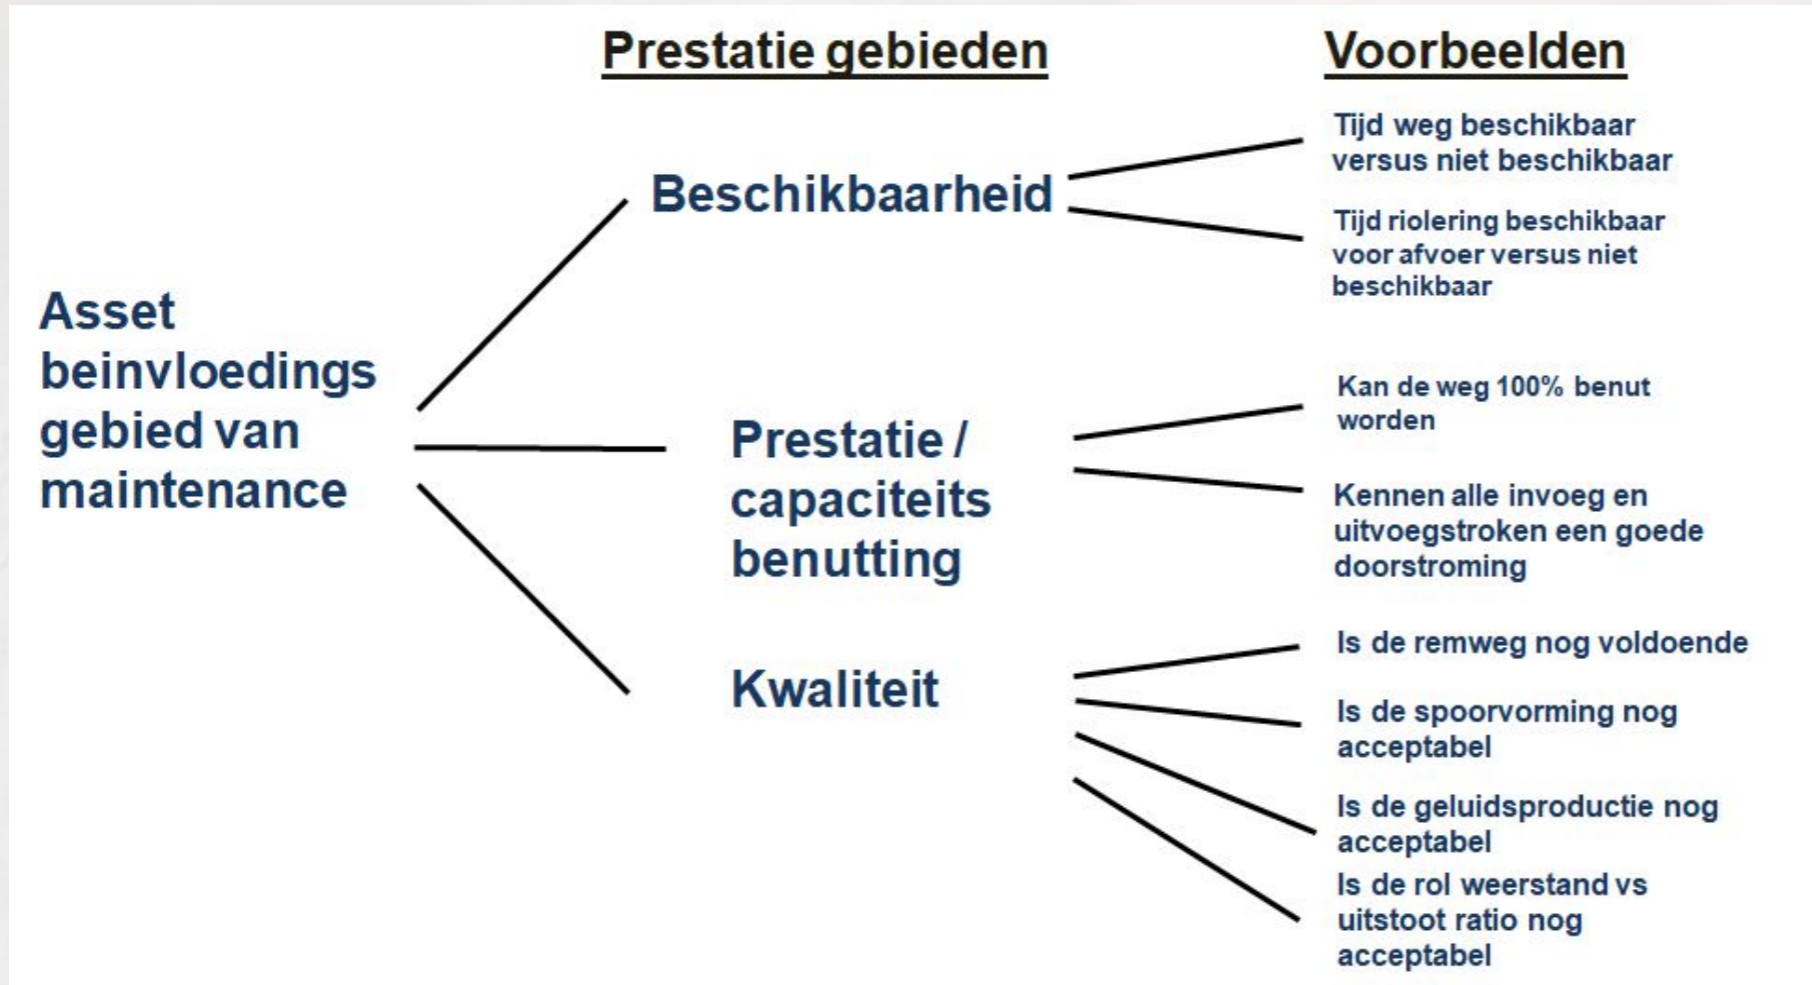 Prestatie gebieden
Voorbeelden
Asset
beinvloedings
gebied van
maintenance
Beschikbaarheid
Tijd weg beschikbaar
versus niet beschikbaar
Tijd riolering beschikbaar
voor afvoer versus niet
beschikbaar
Prestatie /
capaciteits
benutting
Kan de weg 100% benut
worden
Kennen alle invoeg en
uitvoegstroken een goede
doorstroming
Kwaliteit
Is de remweg nog voldoende
Is de spoorvorming nog
acceptabel
Is de geluidsproductie nog
acceptabel
Is de rol weerstand vs
uitstoot ratio nog
acceptabel